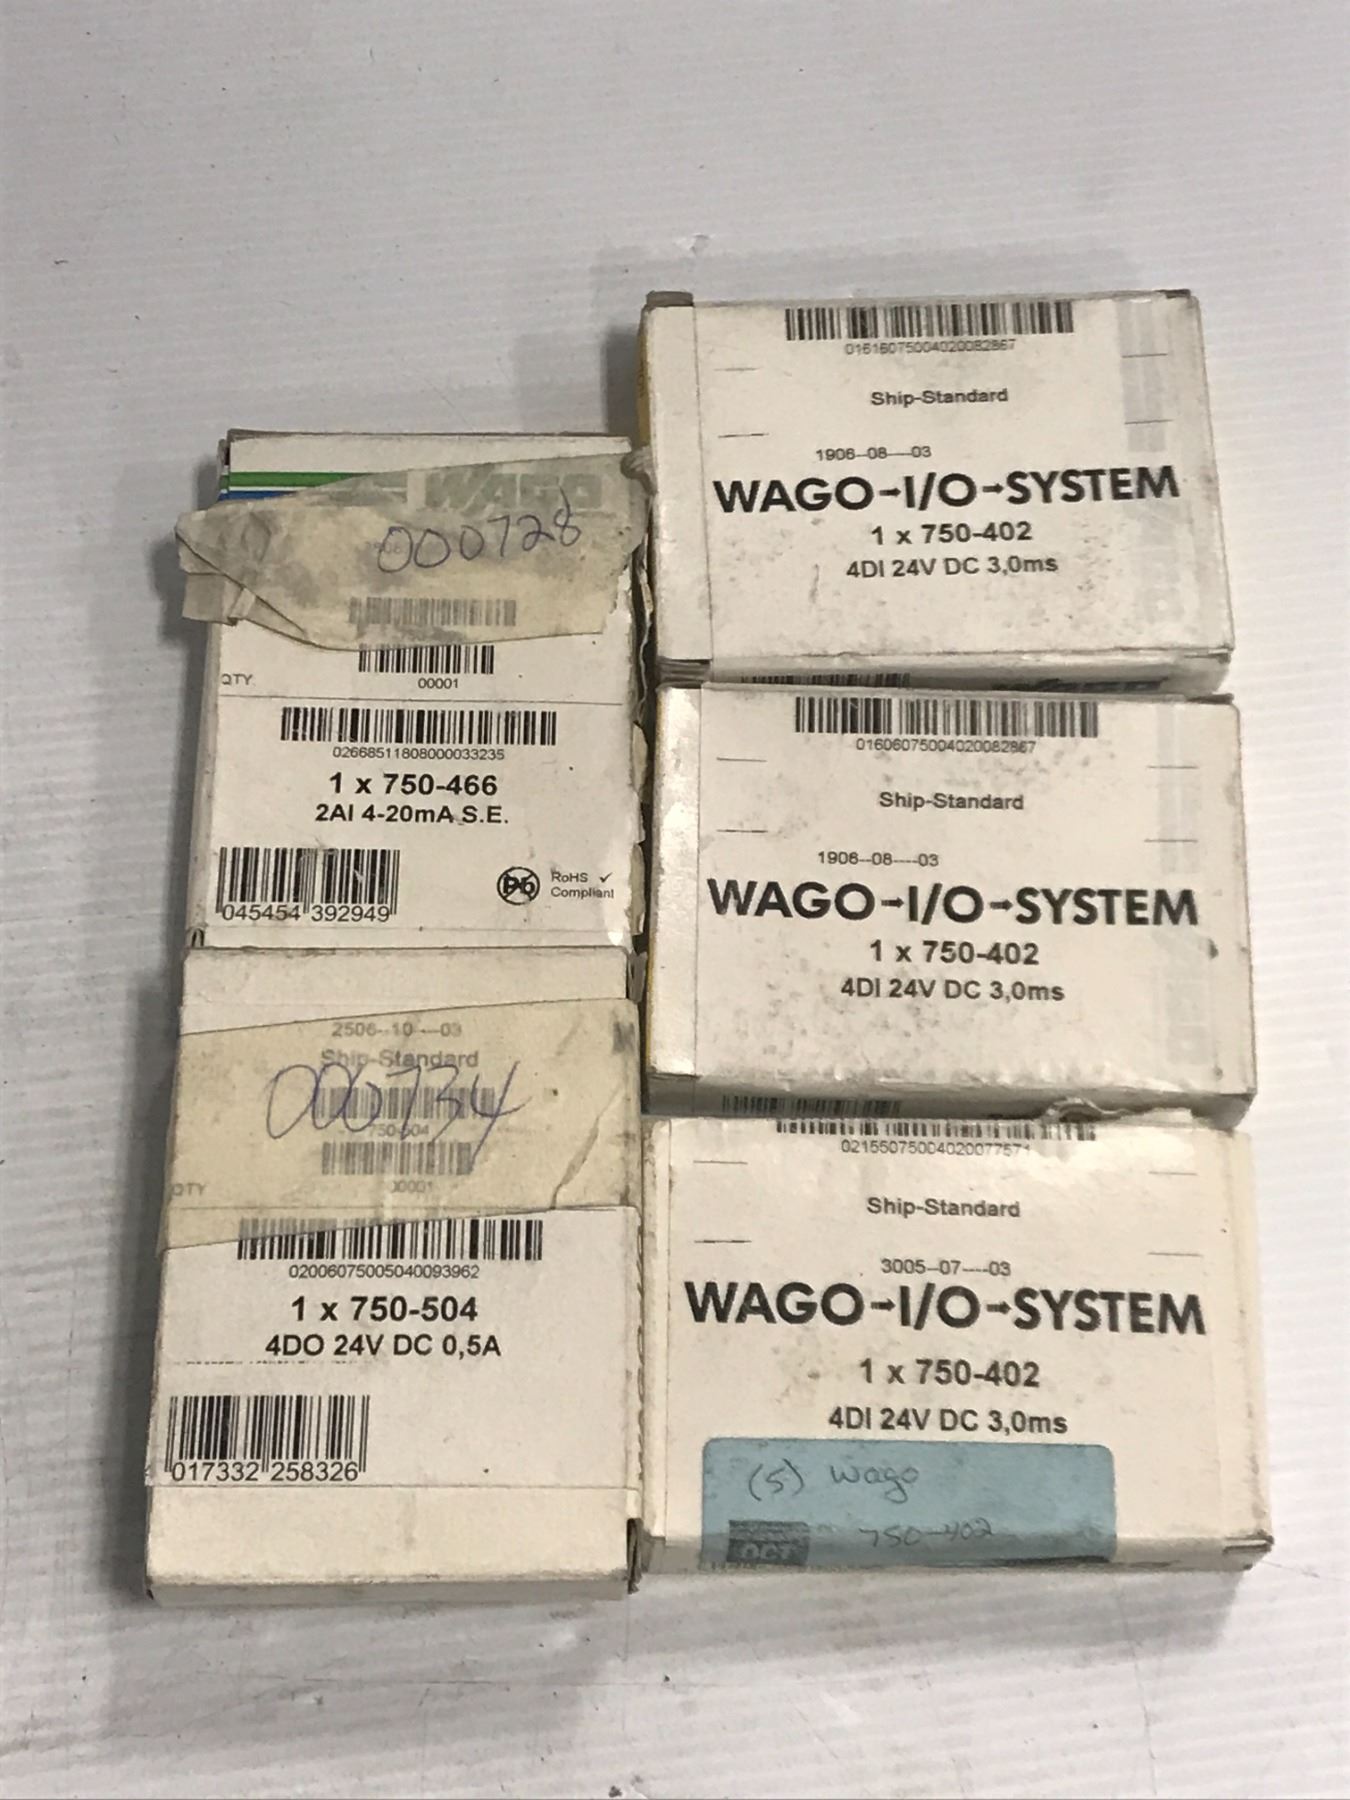 WAGO
000728
00001
QTY
02668511808000033235
1 x 750-466
2AI 4-20mA S.E.
045454 392949
Pb
RoHS ✓
Compliant
2506--10---03
Ship-Standard
000734
750-504
00001
QTY
02006075005040093962
1 x 750-504
4DO 24V DC 0,5A
017332 258326
01616075004020082867
Ship-Standard
1906--08----03
WAGO→I/O→SYSTEM
1 x 750-402
4DI 24V DC 3,0ms
01606075004020082867
Ship-Standard
1906--08----03
WAGO→I/O→SYSTEM
1 x 750-402
4DI 24V DC 3,0ms
02155075004020077571
Ship-Standard
3005--07----03
WAGO→I/O→SYSTEM
1 x 750-402
4DI 24V DC 3,0ms
(5) Wago
750-402
OCT